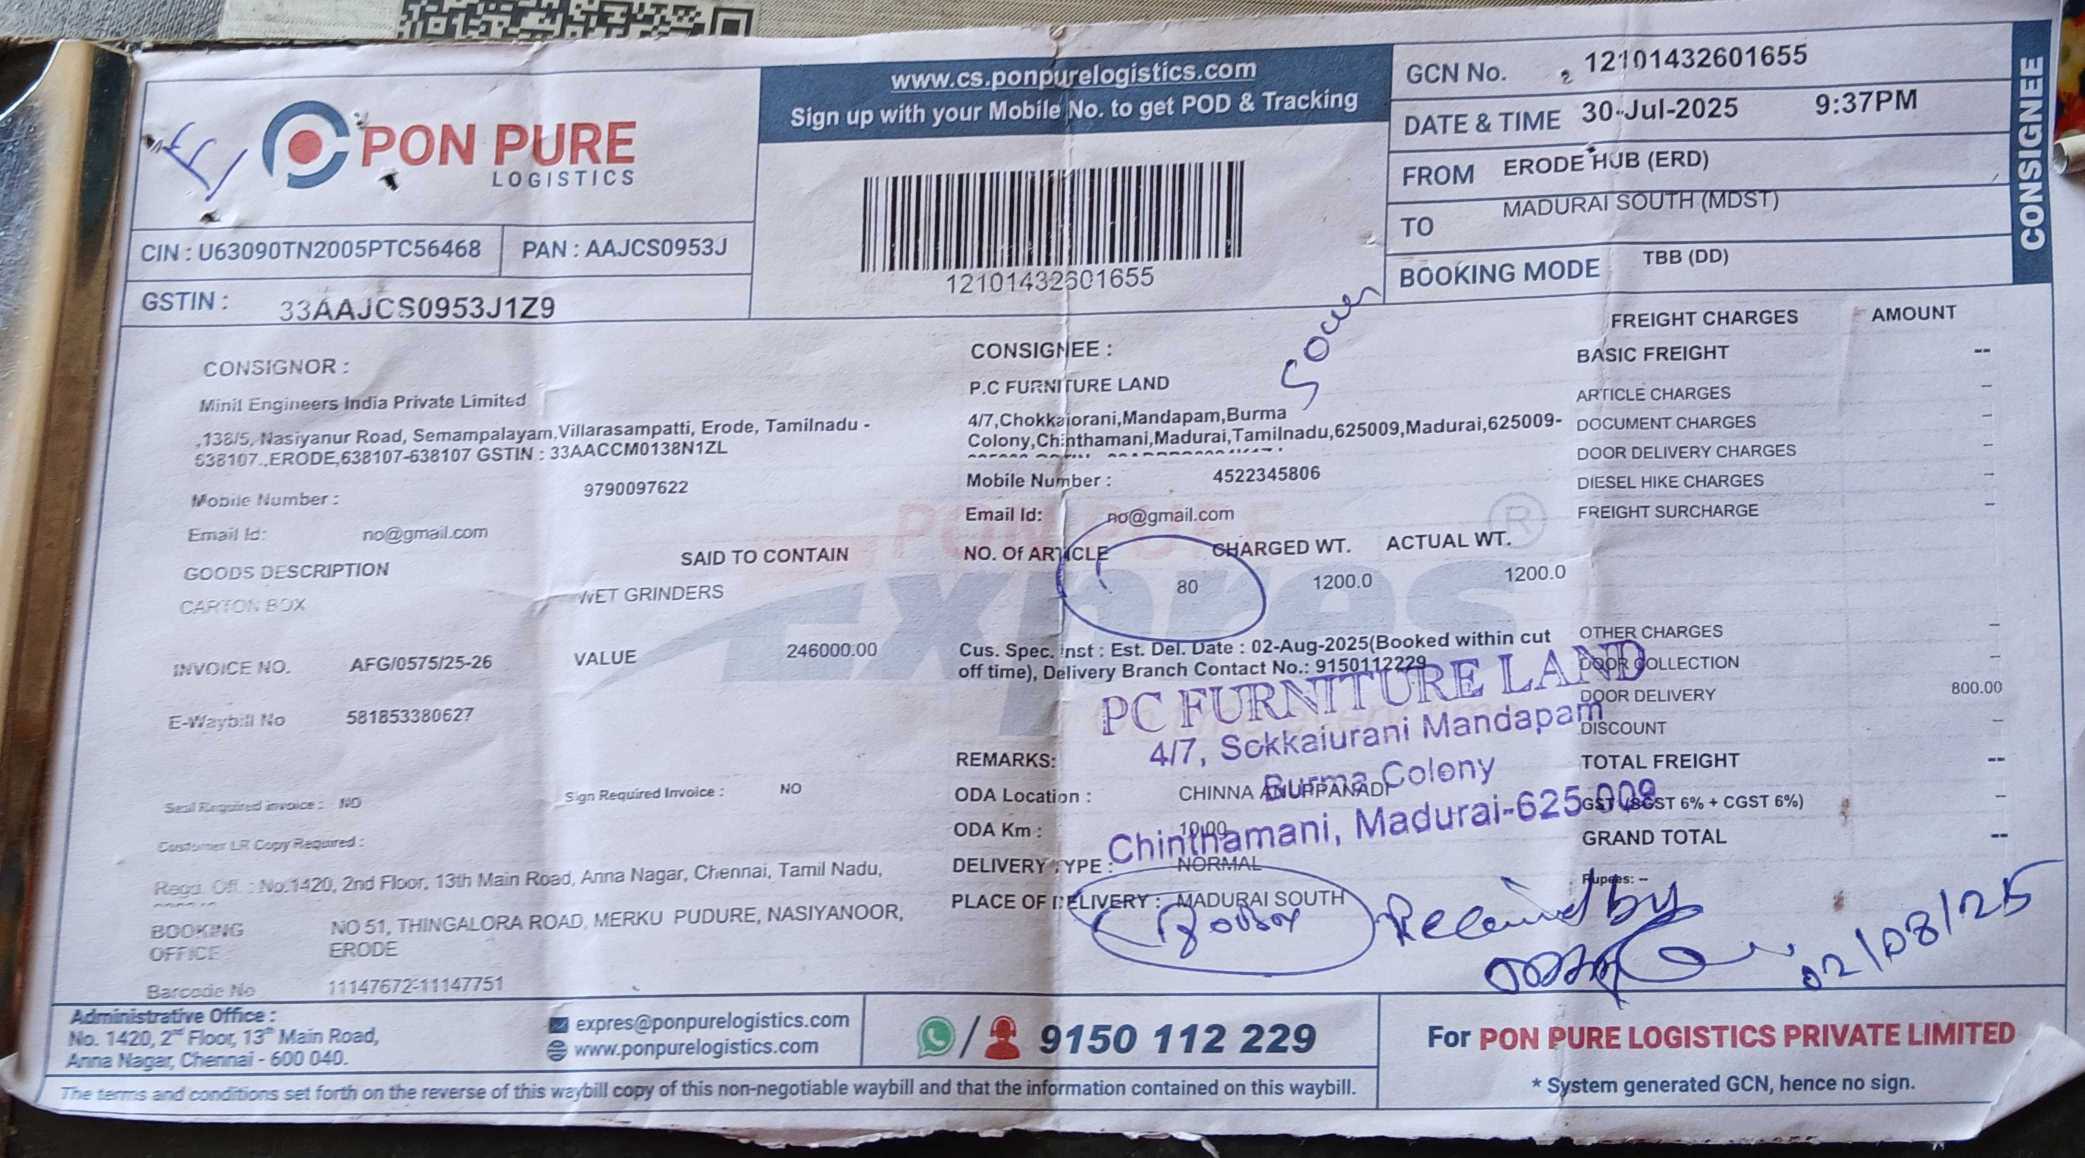 PON PURE
LOGISTICS
CIN : U63090TN2005PTC56468
PAN : AAJCS0953J
GSTIN : 33AAJCS0953J1Z9
www.cs.ponpurelogistics.com
Sign up with your Mobile No. to get POD & Tracking
12101432601655
GCN No. 12101432601655
DATE & TIME 30-Jul-2025 9:37PM
FROM ERODE HUB (ERD)
TO MADURAI SOUTH (MDST)
BOOKING MODE TBB (DD)
CONSIGNEE
CONSIGNOR :
Minil Engineers India Private Limited
,138/5, Nasiyanur Road, Semampalayam,Villarasampatti, Erode, Tamilnadu -
638107.,ERODE,638107-638107 GSTIN : 33AACCM0138N1ZL
Mobile Number : 9790097622
Email Id: no@gmail.com
GOODS DESCRIPTION SAID TO CONTAIN
CARTON BOX WET GRINDERS
INVOICE NO. AFG/0575/25-26 VALUE 246000.00
E-Waybill No 581853380627
Seal Required invoice : NO Sign Required Invoice : NO
Customer LR Copy Required :
Regd. Off. : No.1420, 2nd Floor, 13th Main Road, Anna Nagar, Chennai, Tamil Nadu,
BOOKING OFFICE NO 51, THINGALORA ROAD, MERKU PUDURE, NASIYANOOR,
ERODE
Barcode No 11147672-11147751
CONSIGNEE :
P.C FURNITURE LAND
4/7,Chokkaiorani,Mandapam,Burma
Colony,Chinthamani,Madurai,Tamilnadu,625009,Madurai,625009-
Mobile Number : 4522345806
Email Id: no@gmail.com
NO. Of ARTICLE CHARGED WT. ACTUAL WT.
80 1200.0 1200.0
Cus. Spec. Inst : Est. Del. Date : 02-Aug-2025(Booked within cut
off time), Delivery Branch Contact No.: 9150112229
PC FURNITURE LAND
4/7, Sokkaiurani Mandapam
Burma Colony
Chinthamani, Madurai-625 009
REMARKS:
ODA Location : CHINNA ANUPPANADI
ODA Km : 10.00
DELIVERY TYPE : NORMAL
PLACE OF DELIVERY : MADURAI SOUTH
FREIGHT CHARGES AMOUNT
BASIC FREIGHT --
ARTICLE CHARGES -
DOCUMENT CHARGES -
DOOR DELIVERY CHARGES -
DIESEL HIKE CHARGES -
FREIGHT SURCHARGE -
OTHER CHARGES -
DOOR COLLECTION -
DOOR DELIVERY 800.00
DISCOUNT -
TOTAL FREIGHT --
GST (SGST 6% + CGST 6%) -
GRAND TOTAL --
Rupees: --
Received by
02/08/25
Administrative Office :
No. 1420, 2nd Floor, 13th Main Road,
Anna Nagar, Chennai - 600 040.
expres@ponpurelogistics.com
www.ponpurelogistics.com
9150 112 229
For PON PURE LOGISTICS PRIVATE LIMITED
* System generated GCN, hence no sign.
The terms and conditions set forth on the reverse of this waybill copy of this non-negotiable waybill and that the information contained on this waybill.